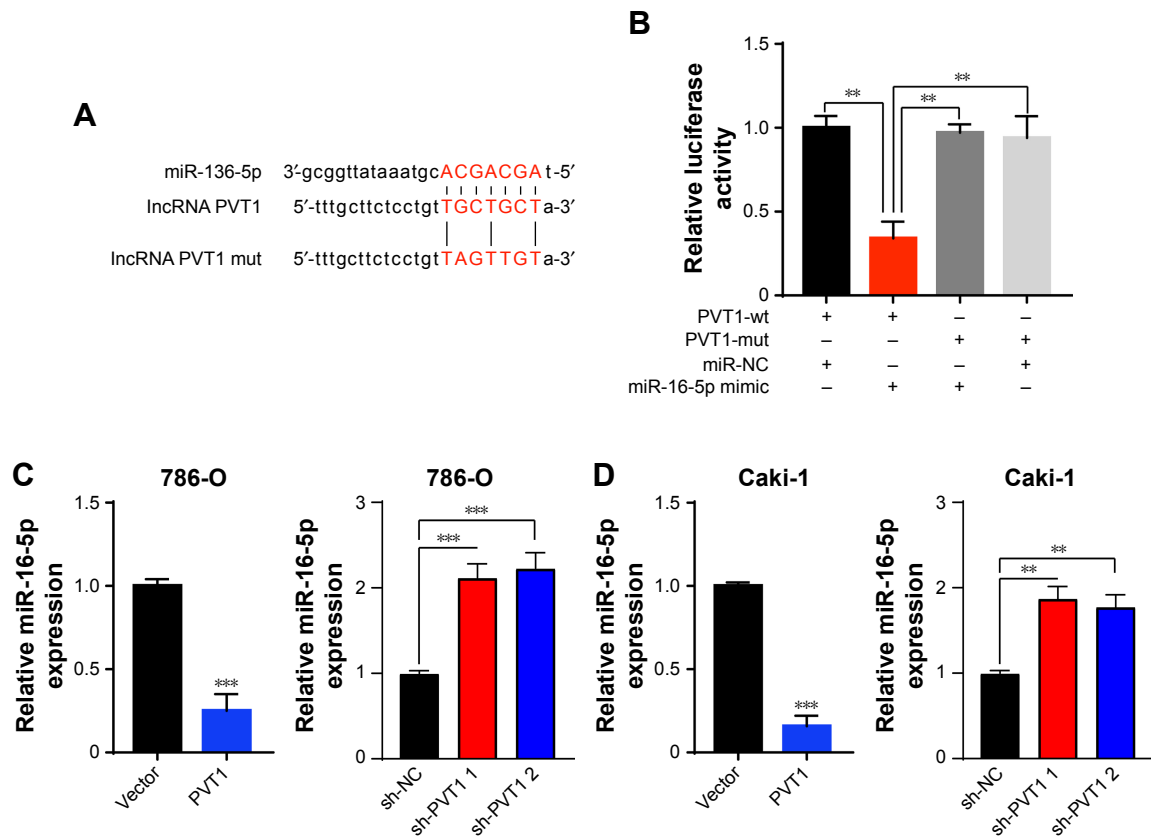 A
miR-136-5p 3′-gcggttataaatgcACGACGAt-5′
lncRNA PVT1 5′-tttgcttctcctgtTGCTGCTa-3′
lncRNA PVT1 mut 5′-tttgcttctcctgtTAGTTGTa-3′
B
Relative luciferase
activity
1.5
1.0
0.5
0
**
**
**
PVT1-wt + + – –
PVT1-mut – – + +
miR-NC + – – +
miR-16-5p mimic – + + –
C
786-O
Relative miR-16-5p
expression
1.5
1.0
0.5
0
***
Vector
PVT1
786-O
Relative miR-16-5p
expression
3
2
1
0
***
***
sh-NC
sh-PVT1 1
sh-PVT1 2
D
Caki-1
Relative miR-16-5p
expression
1.5
1.0
0.5
0
***
Vector
PVT1
Caki-1
Relative miR-16-5p
expression
3
2
1
0
**
**
sh-NC
sh-PVT1 1
sh-PVT1 2